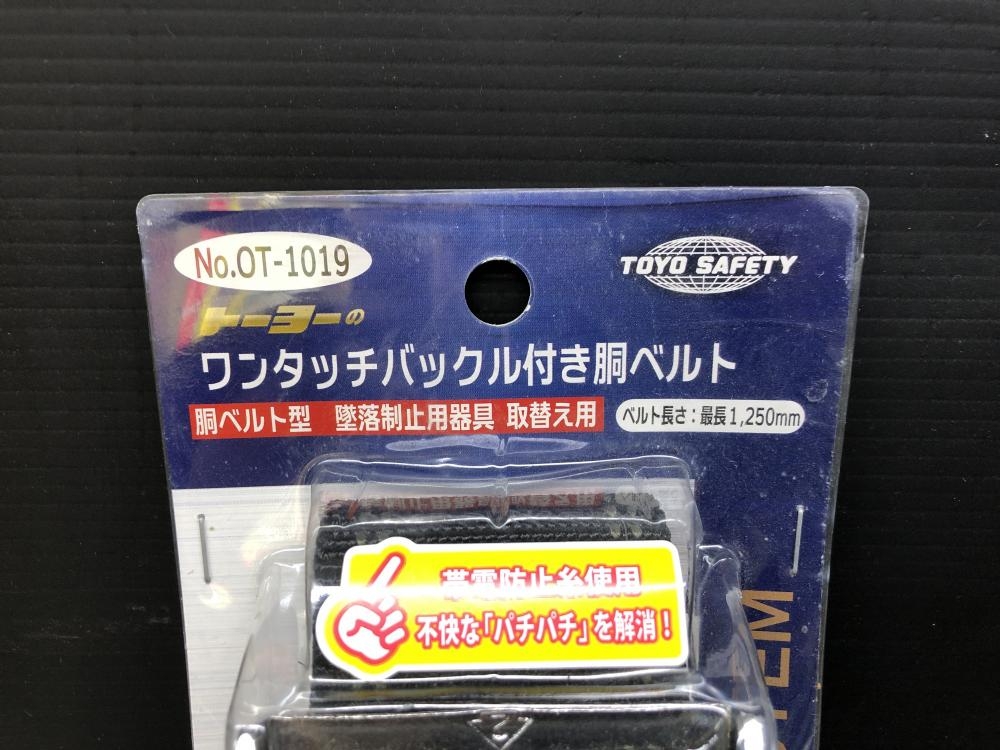 No.OT-1019
TOYO SAFETY
トーヨーの
ワンタッチバックル付き胴ベルト
胴ベルト型 墜落制止用器具 取替え用
ベルト長さ：最長1,250mm
帯電防止糸使用
不快な「パチパチ」を解消！